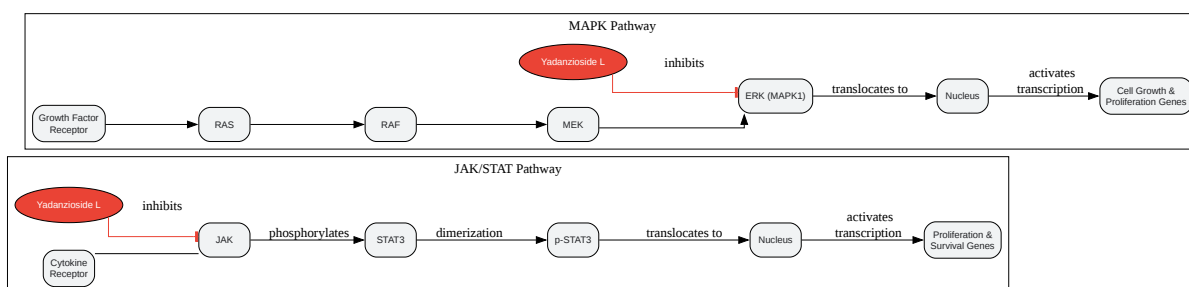 MAPK Pathway
Yadanzioside L
inhibits
ERK (MAPK1)
translocates to
Nucleus
activates
transcription
Cell Growth &
Proliferation Genes
Growth Factor
Receptor
RAS
RAF
MEK
JAK/STAT Pathway
Yadanzioside L
inhibits
JAK
phosphorylates
STAT3
dimerization
p-STAT3
translocates to
Nucleus
activates
transcription
Proliferation &
Survival Genes
Cytokine
Receptor